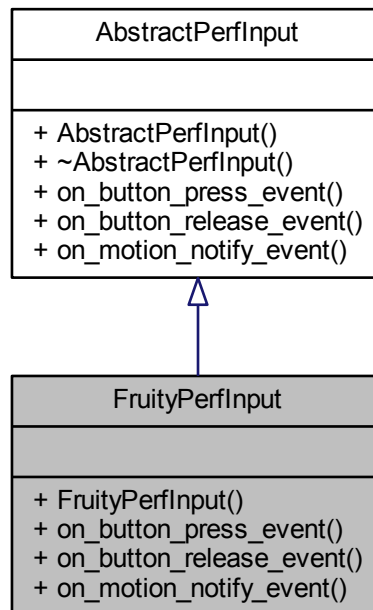 AbstractPerfInput
+ AbstractPerfInput()
+ ~AbstractPerfInput()
+ on_button_press_event()
+ on_button_release_event()
+ on_motion_notify_event()
FruityPerfInput
+ FruityPerfInput()
+ on_button_press_event()
+ on_button_release_event()
+ on_motion_notify_event()